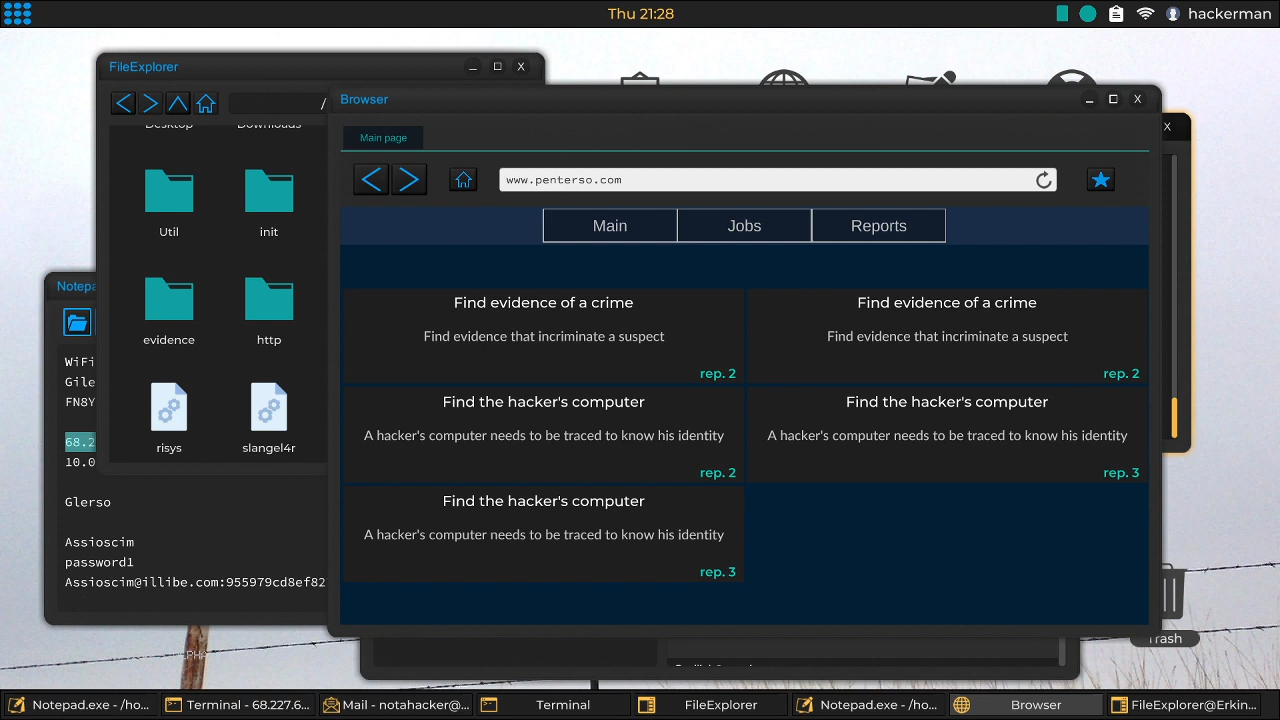 Thu 21:28
hackerman
FileExplorer
X
/
Desktop
Downloads
Util
init
evidence
http
risys
slangel4r
Notepa
WiFi
Gile
FN8Y
68.2
10.0
Glerso
Assioscim
password1
Assioscim@illibe.com:955979cd8ef82
Browser
X
Main page
www.penterso.com
Main
Jobs
Reports
Find evidence of a crime
Find evidence that incriminate a suspect
rep. 2
Find evidence of a crime
Find evidence that incriminate a suspect
rep. 2
Find the hacker's computer
A hacker's computer needs to be traced to know his identity
rep. 2
Find the hacker's computer
A hacker's computer needs to be traced to know his identity
rep. 3
Find the hacker's computer
A hacker's computer needs to be traced to know his identity
rep. 3
X
Trash
Notepad.exe - /ho...
Terminal - 68.227.6...
Mail - notahacker@...
Terminal
FileExplorer
Notepad.exe - /ho...
Browser
FileExplorer@Erkin...